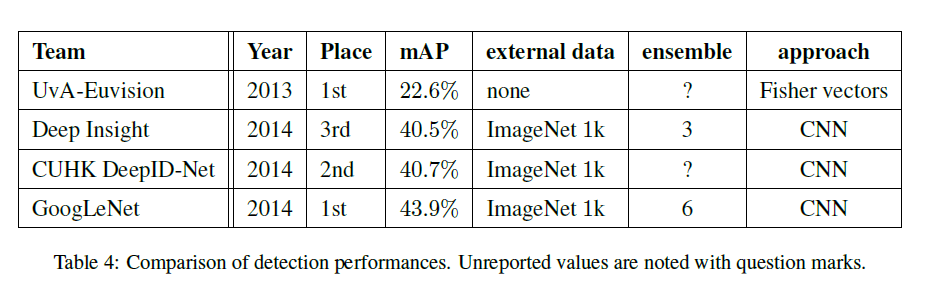 Team Year Place mAP external data ensemble approach
UvA-Euvision 2013 1st 22.6% none ? Fisher vectors
Deep Insight 2014 3rd 40.5% ImageNet 1k 3 CNN
CUHK DeepID-Net 2014 2nd 40.7% ImageNet 1k ? CNN
GoogLeNet 2014 1st 43.9% ImageNet 1k 6 CNN
Table 4: Comparison of detection performances. Unreported values are noted with question marks.